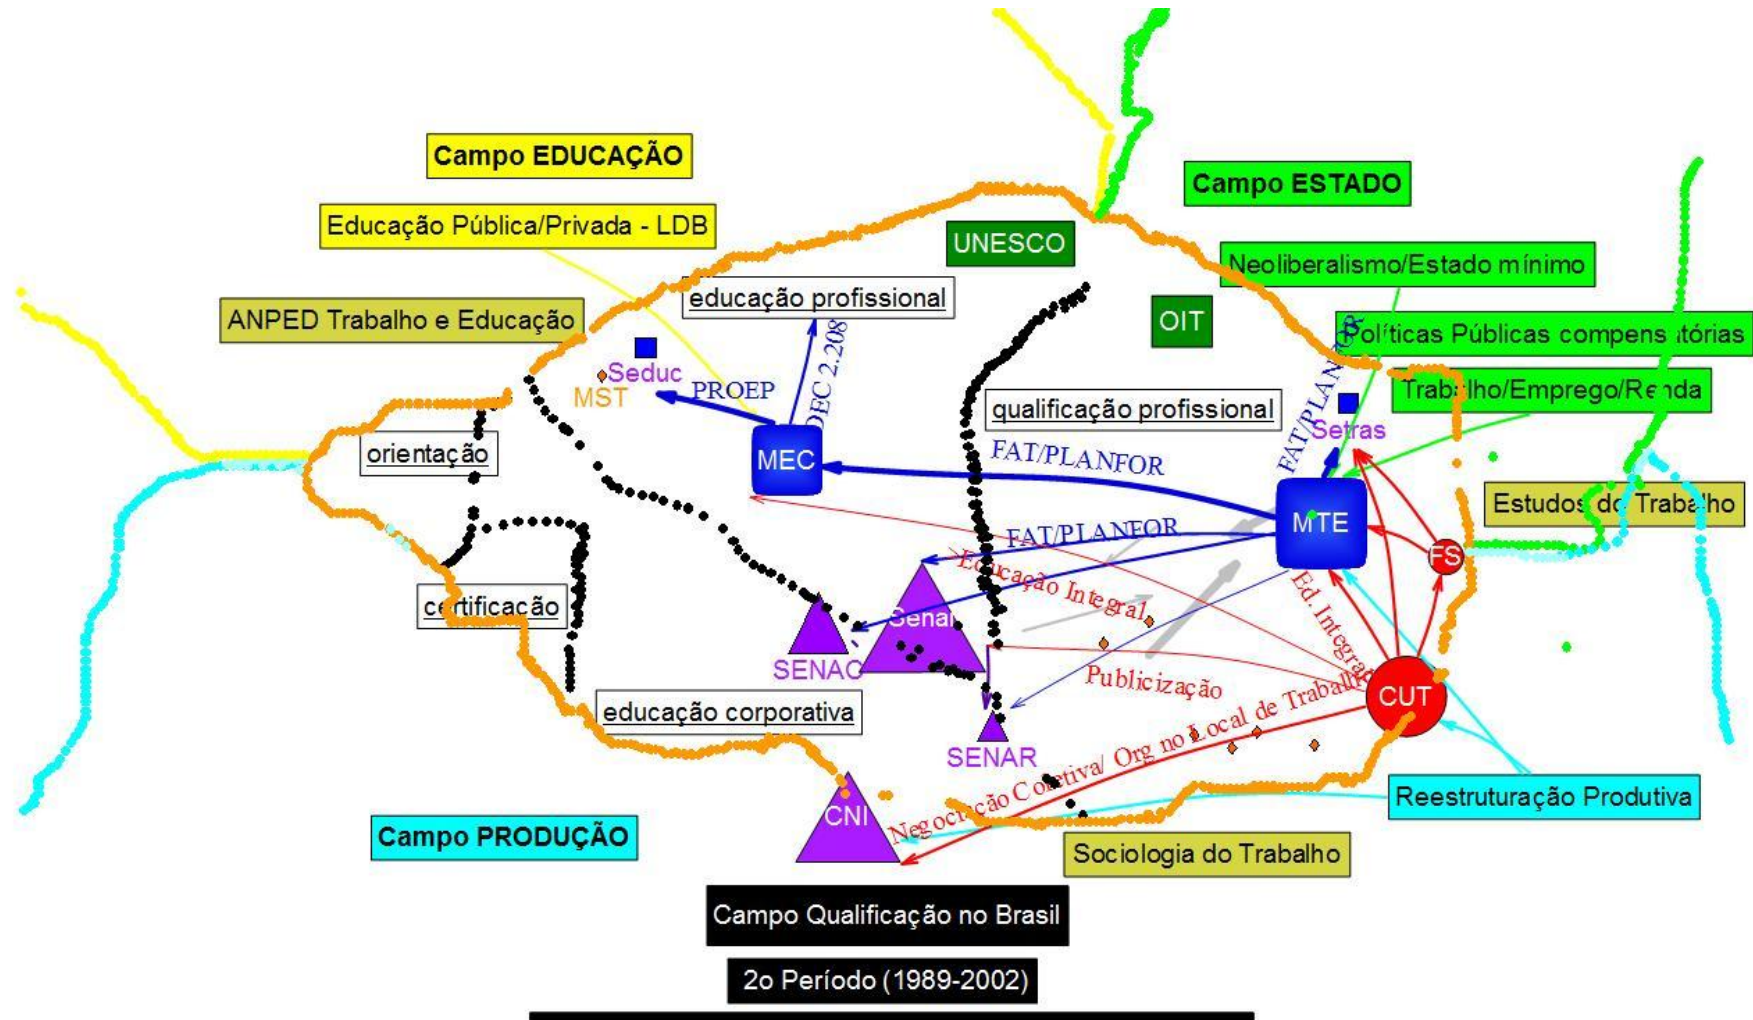 Campo EDUCAÇÃO
Campo ESTADO
Educação Pública/Privada - LDB
UNESCO
Neoliberalismo/Estado mínimo
educação profissional
ANPED Trabalho e Educação
OIT
Políticas Públicas compensatórias
Seduc
MST
PROEP
DEC 2.208
FAT/PLANFOR
Trabalho/Emprego/Renda
qualificação profissional
Setras
orientação
MEC
FAT/PLANFOR
Estudos do Trabalho
MTE
FAT/PLANFOR
FS
Educação Integral
Ed. Integral
certificação
Senai
SENAC
Publicização
CUT
educação corporativa
SENAR
Negociação Coletiva/ Org no Local de Trabalho
Reestruturação Produtiva
CNI
Campo PRODUÇÃO
Sociologia do Trabalho
Campo Qualificação no Brasil
2o Período (1989-2002)